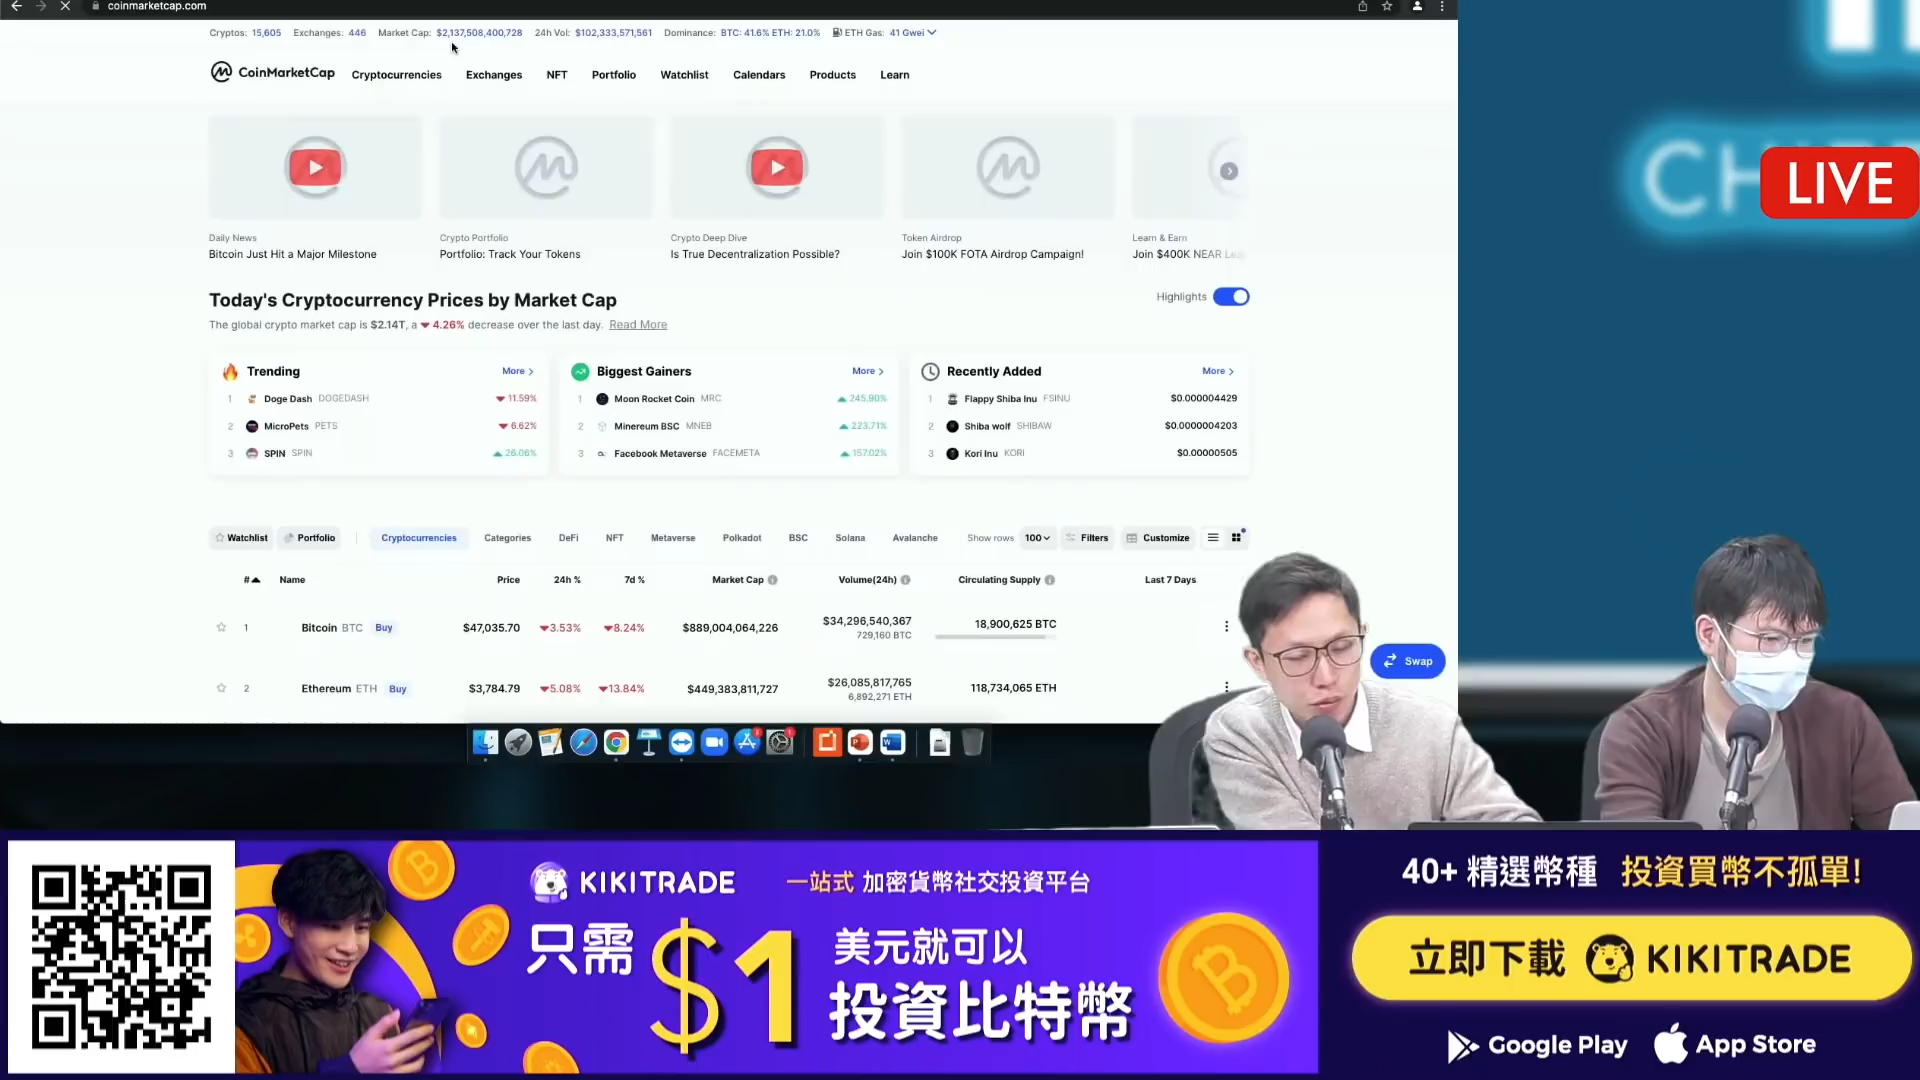 coinmarketcap.com
Cryptos: 15,605 Exchanges: 446 Market Cap: $2,137,508,400,728 24h Vol: $102,333,571,561 Dominance: BTC: 41.6% ETH: 21.0% ETH Gas: 41 Gwei
CoinMarketCap Cryptocurrencies Exchanges NFT Portfolio Watchlist Calendars Products Learn
LIVE
Daily News
Bitcoin Just Hit a Major Milestone
Crypto Portfolio
Portfolio: Track Your Tokens
Crypto Deep Dive
Is True Decentralization Possible?
Token Airdrop
Join $100K FOTA Airdrop Campaign!
Learn & Earn
Join $400K NEAR
Today's Cryptocurrency Prices by Market Cap
Highlights
The global crypto market cap is $2.14T, a 4.26% decrease over the last day. Read More
Trending More
1 Doge Dash DOGEDASH 11.59%
2 MicroPets PETS 6.62%
3 SPIN SPIN 26.06%
Biggest Gainers More
1 Moon Rocket Coin MRC 245.90%
2 Minereum BSC MNEB 223.71%
3 Facebook Metaverse FACEMETA 157.02%
Recently Added More
1 Flappy Shiba Inu FSINU $0.000004429
2 Shiba wolf SHIBAW $0.0000004203
3 Kori Inu KORI $0.00000505
Watchlist Portfolio Cryptocurrencies Categories DeFi NFT Metaverse Polkadot BSC Solana Avalanche Show rows 100 Filters Customize
# Name Price 24h % 7d % Market Cap Volume(24h) Circulating Supply Last 7 Days
1 Bitcoin BTC Buy $47,035.70 3.53% 8.24% $889,004,064,226 $34,296,540,367 18,900,625 BTC
729,160 BTC
2 Ethereum ETH Buy $3,784.79 5.08% 13.84% $449,383,811,727 $26,085,817,765 118,734,065 ETH
6,892,271 ETH
Swap
KIKITRADE 一站式 加密貨幣社交投資平台
只需 $1 美元就可以
投資比特幣
40+ 精選幣種 投資買幣不孤單!
立即下載 KIKITRADE
Google Play App Store